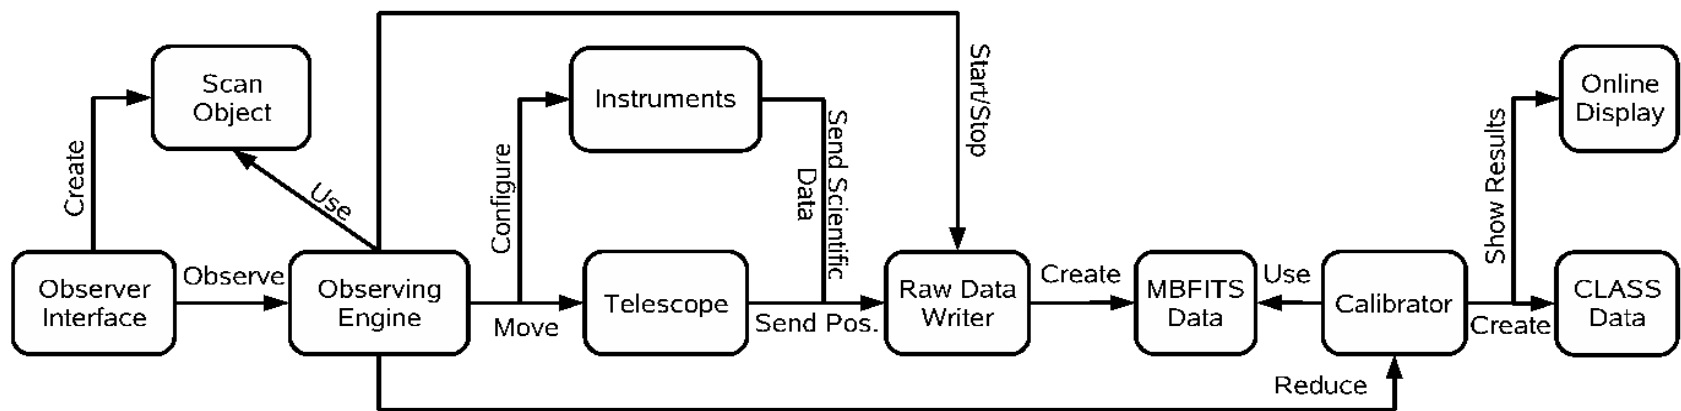 Start/Stop
Scan
Object
Instruments
Online
Display
Create
Use
Configure
Send Scientific
Data
Show Results
Observer
Interface
Observe
Observing
Engine
Move
Telescope
Send Pos.
Raw Data
Writer
Create
MBFITS
Data
Use
Calibrator
Create
CLASS
Data
Reduce